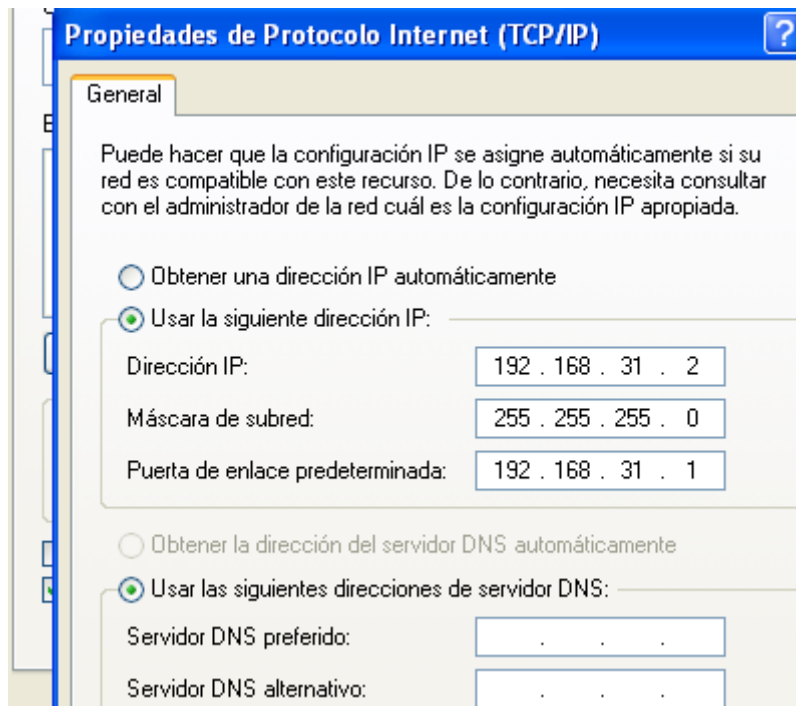 Propiedades de Protocolo Internet (TCP/IP)
?
General
Puede hacer que la configuración IP se asigne automáticamente si su
red es compatible con este recurso. De lo contrario, necesita consultar
con el administrador de la red cuál es la configuración IP apropiada.
Obtener una dirección IP automáticamente
Usar la siguiente dirección IP:
Dirección IP: 192 . 168 . 31 . 2
Máscara de subred: 255 . 255 . 255 . 0
Puerta de enlace predeterminada: 192 . 168 . 31 . 1
Obtener la dirección del servidor DNS automáticamente
Usar las siguientes direcciones de servidor DNS:
Servidor DNS preferido: . . .
Servidor DNS alternativo: . . .